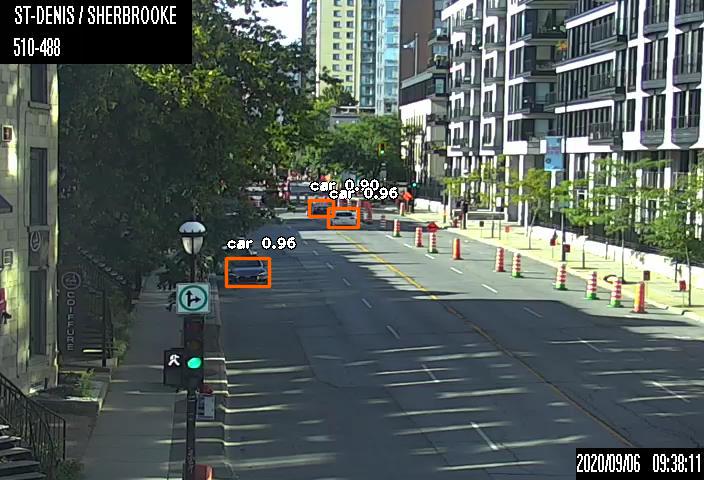 ST-DENIS / SHERBROOKE
510-488
car 0.90
car 0.96
car 0.96
COIFFURE
2020/09/06 09:38:11